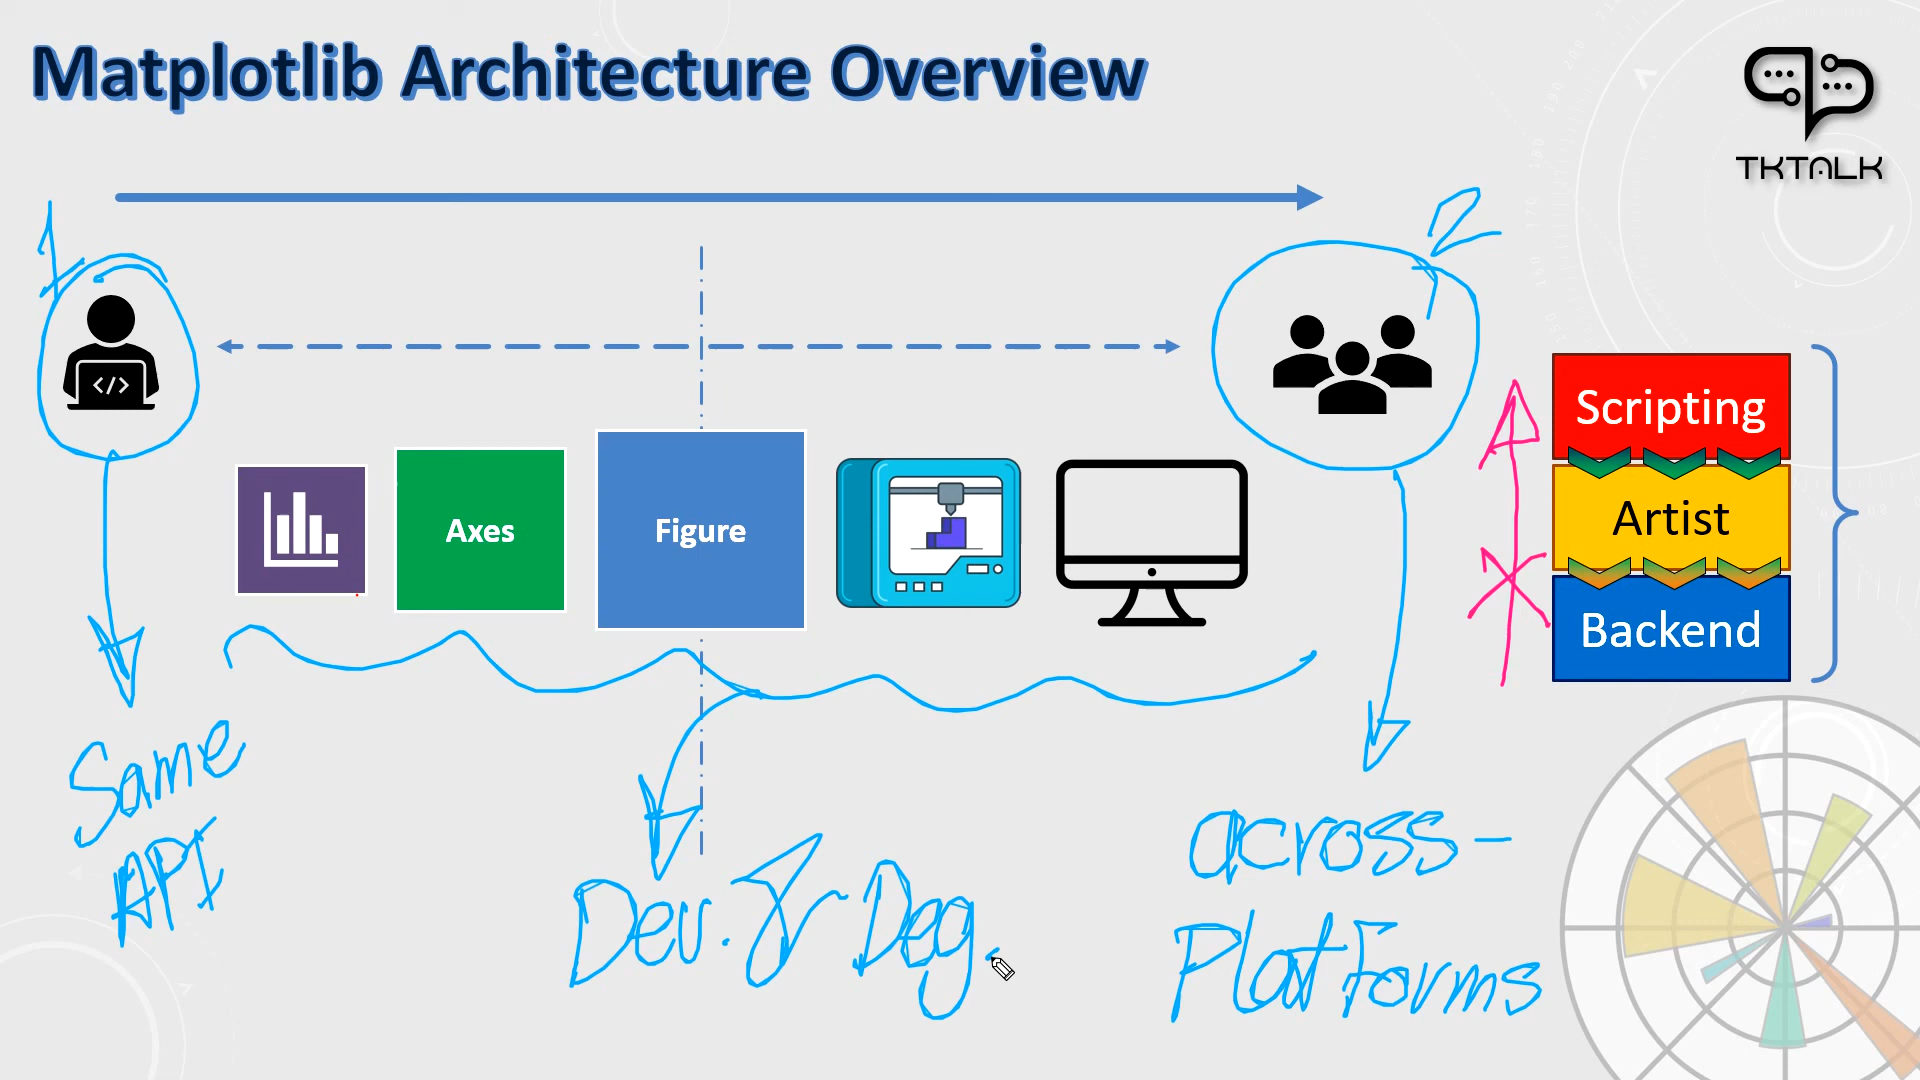 Matplotlib Architecture Overview
TKTALK
1
2
</>
Scripting
Axes
Figure
Artist
Backend
Same
API
Dev. & Deg.
across-
Platforms